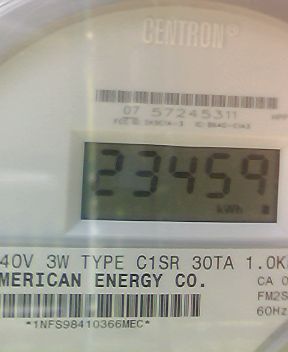 CENTRON®
07 57245311
23459
kWh
40V 3W TYPE C1SR 30TA 1.0K
MERICAN ENERGY CO.
CA 0
FM2S
60Hz
*1NFS98410366MEC*